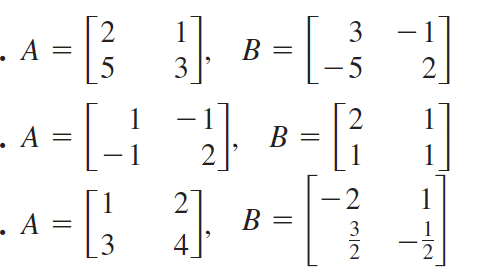 . A = [2 1; 5 3], B = [3 −1; −5 2]
. A = [1 −1; −1 2], B = [2 1; 1 1]
. A = [1 2; 3 4], B = [−2 1; 3/2 −1/2]